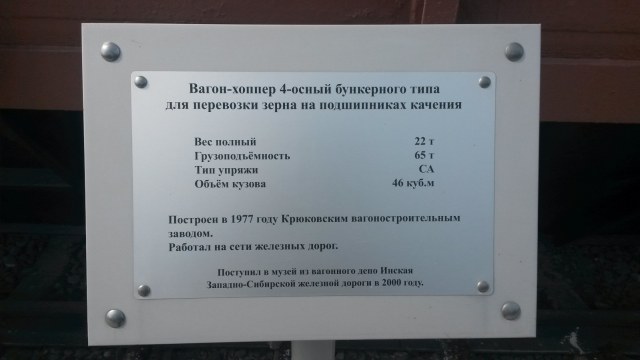 Вагон-хоппер 4-осный бункерного типа
для перевозки зерна на подшипниках качения
Вес полный 22 т
Грузоподъёмность 65 т
Тип упряжи СА
Объём кузова 46 куб.м
Построен в 1977 году Крюковским вагоностроительным
заводом.
Работал на сети железных дорог.
Поступил в музей из вагонного депо Инская
Западно-Сибирской железной дороги в 2000 году.